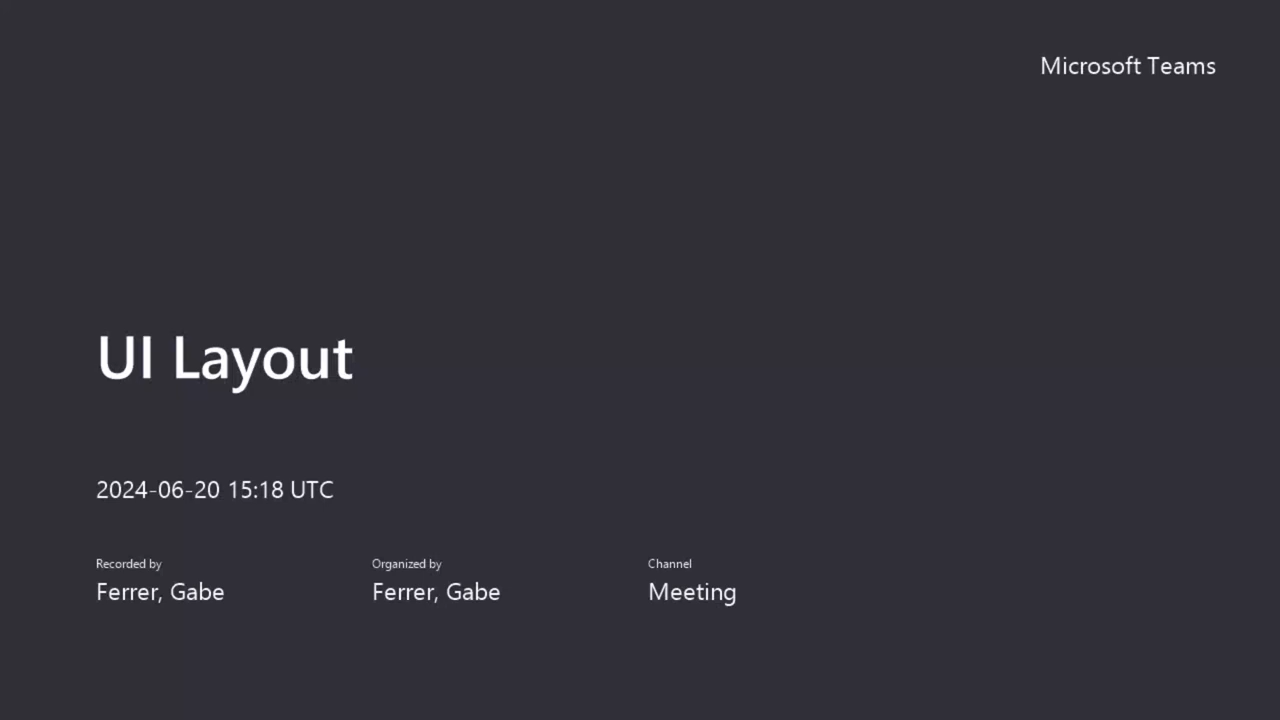 Microsoft Teams
UI Layout
2024-06-20 15:18 UTC
Recorded by
Ferrer, Gabe
Organized by
Ferrer, Gabe
Channel
Meeting